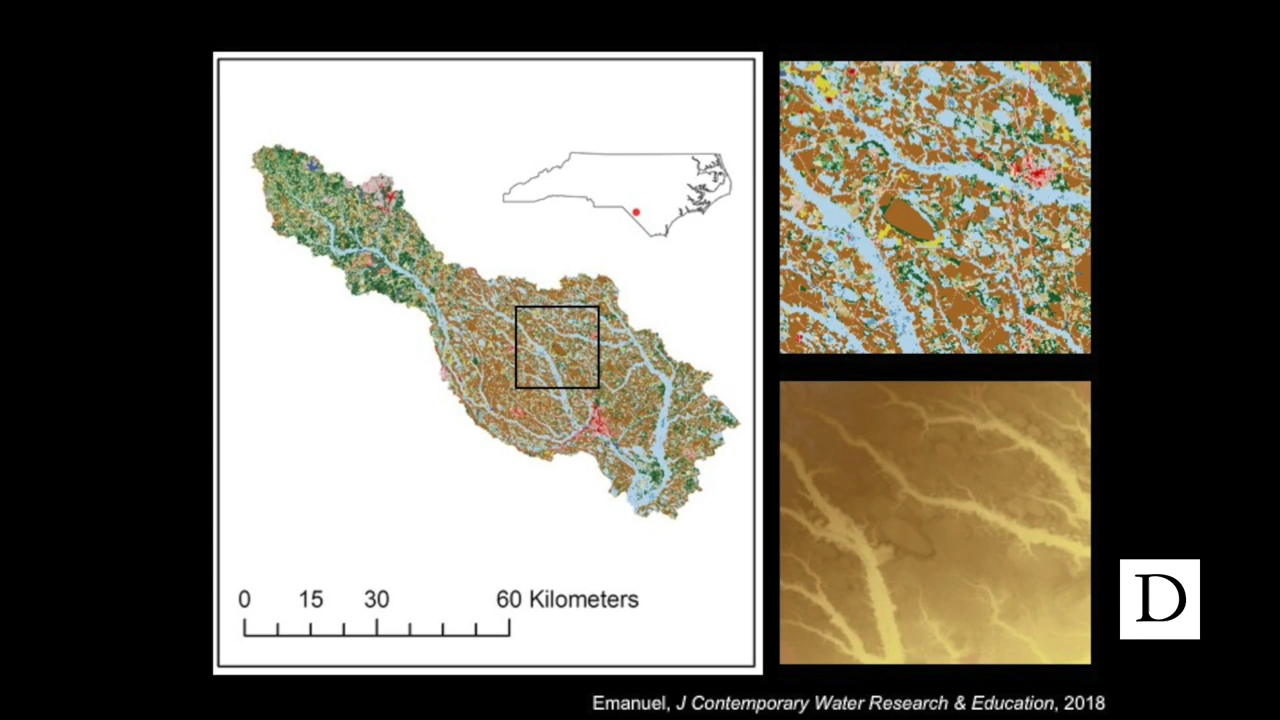 0 15 30 60 Kilometers
D
Emanuel, J Contemporary Water Research & Education, 2018